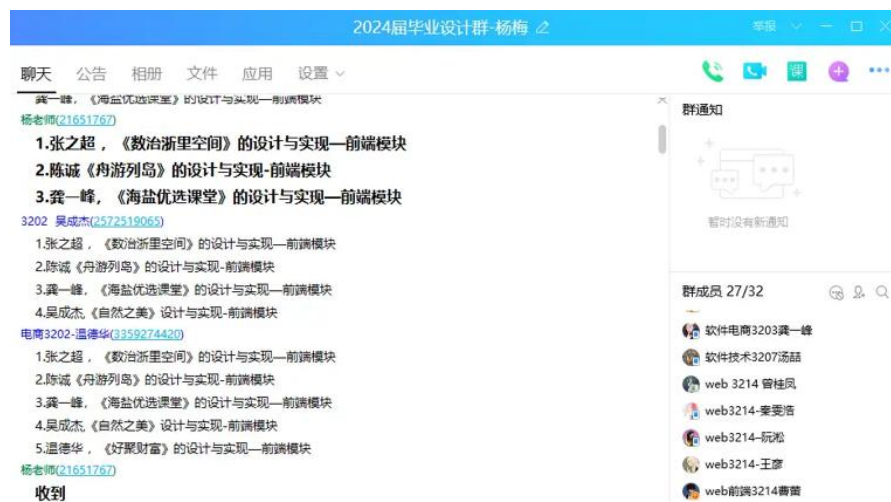 2024届毕业设计群-杨梅
举报
聊天 公告 相册 文件 应用 设置
龚一峰，《海盐优选课堂》的设计与实现—前端模块
杨老师(21651767)
1.张之超，《数治浙里空间》的设计与实现—前端模块
2.陈诚《舟游列岛》的设计与实现-前端模块
3.龚一峰，《海盐优选课堂》的设计与实现—前端模块
3202 吴成杰(2572519065)
1.张之超，《数治浙里空间》的设计与实现—前端模块
2.陈诚《舟游列岛》的设计与实现-前端模块
3.龚一峰，《海盐优选课堂》的设计与实现—前端模块
4.吴成杰,《自然之美》设计与实现-前端模块
电商3202-温德华(3359274420)
1.张之超，《数治浙里空间》的设计与实现—前端模块
2.陈诚《舟游列岛》的设计与实现-前端模块
3.龚一峰，《海盐优选课堂》的设计与实现—前端模块
4.吴成杰,《自然之美》设计与实现-前端模块
5.温德华，《好聚财富》的设计与实现—前端模块
杨老师(21651767)
收到
课
群通知
暂时没有新通知
群成员 27/32
软件电商3203龚一峰
软件技术3207汤喆
web 3214 曾桂凤
web3214-秦雯浩
web3214--阮淞
web3214-王彦
web前端3214曹菌